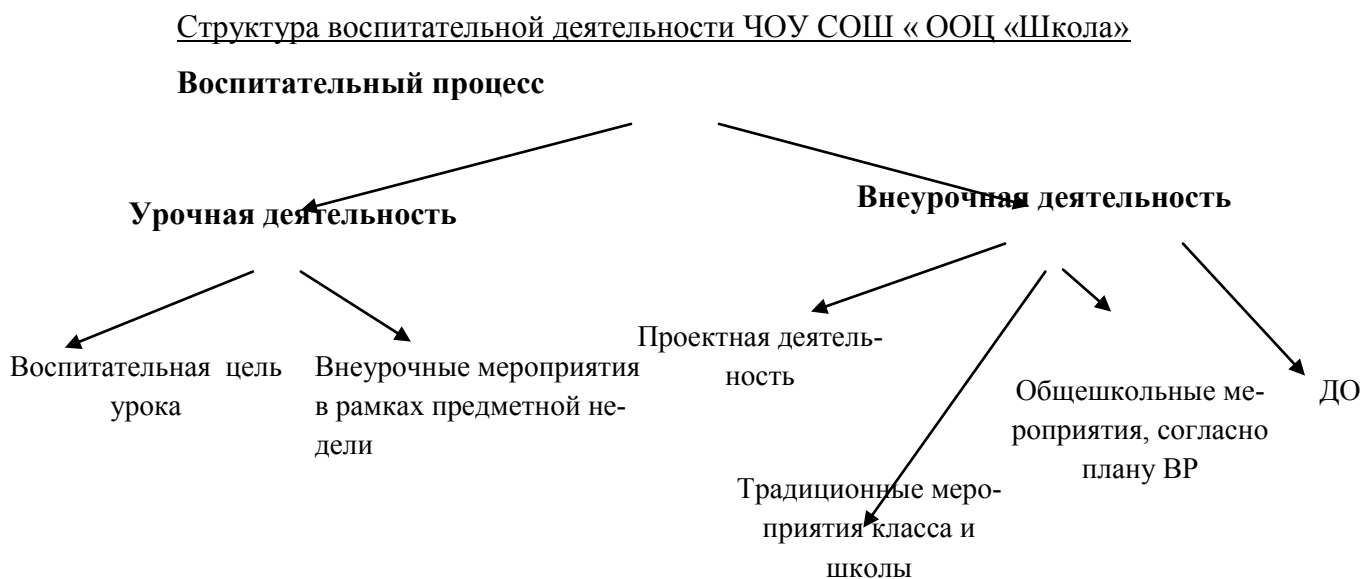 Структура воспитательной деятельности ЧОУ СОШ « ООЦ «Школа»
Воспитательный процесс
Урочная деятельность
Внеурочная деятельность
Воспитательная цель
урока
Внеурочные мероприятия
в рамках предметной не-
дели
Проектная деятель-
ность
Традиционные меро-
приятия класса и
школы
Общешкольные ме-
роприятия, согласно
плану ВР
ДО